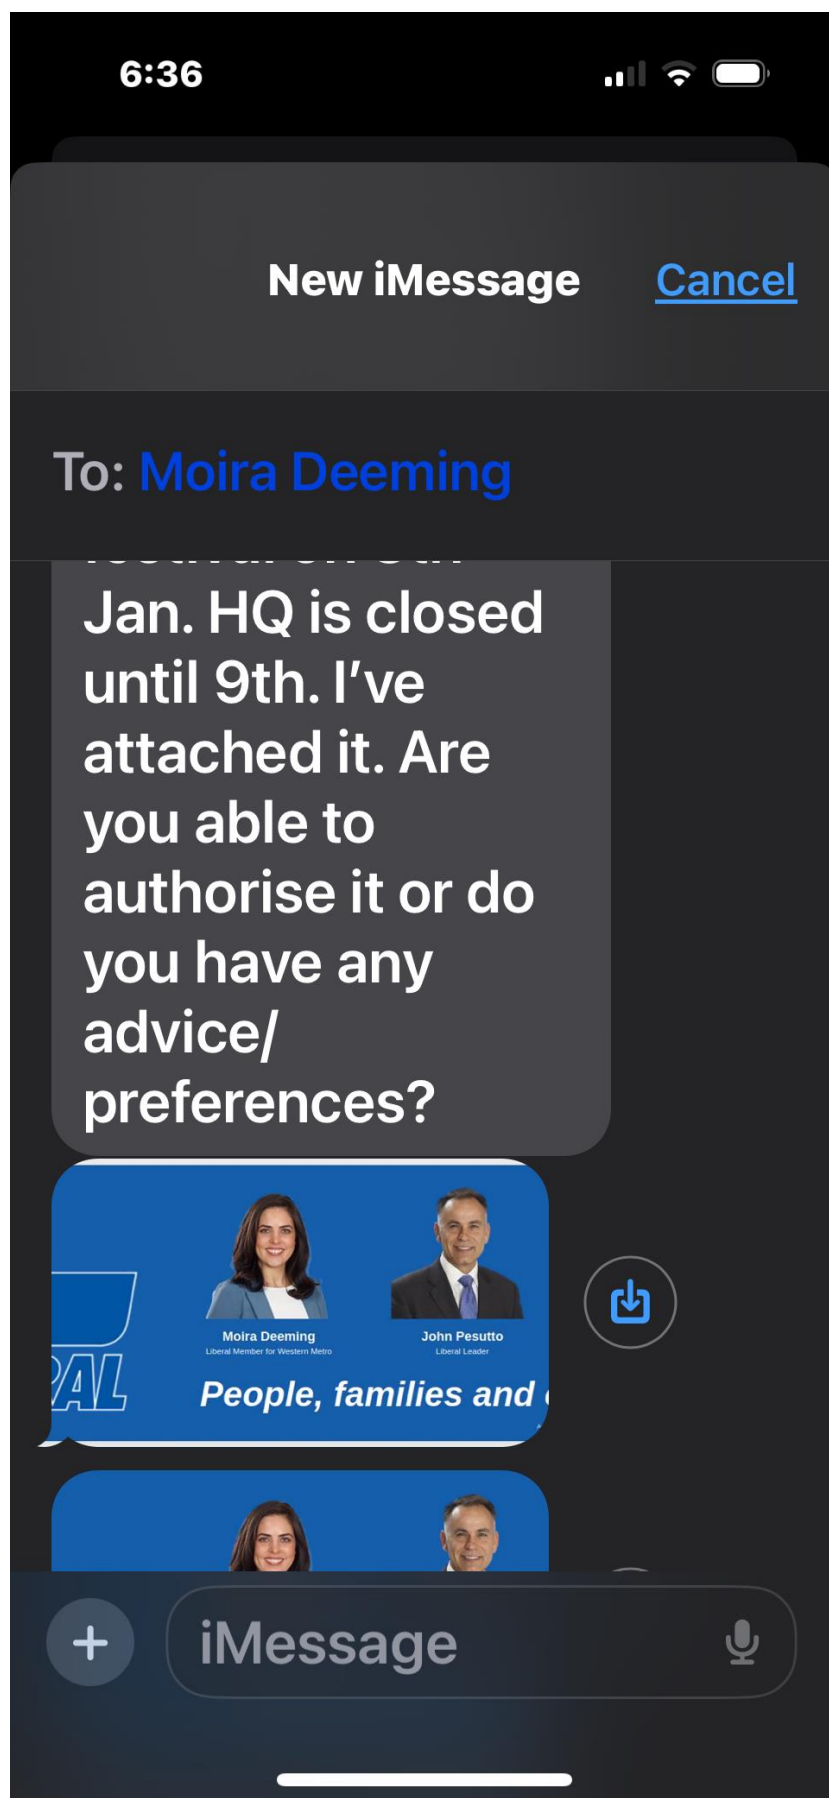 6:36
New iMessage
Cancel
To: Moira Deeming
Jan. HQ is closed
until 9th. I’ve
attached it. Are
you able to
authorise it or do
you have any
advice/
preferences?
Moira Deeming
Liberal Member for Western Metro
John Pesutto
Liberal Leader
People, families and
iMessage